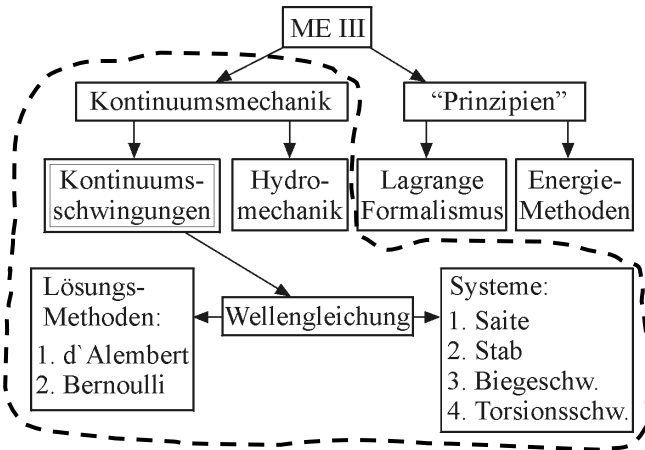 ME III
Kontinuumsmechanik
“Prinzipien”
Kontinuums-
schwingungen
Hydro-
mechanik
Lagrange
Formalismus
Energie-
Methoden
Lösungs-
Methoden:
1. d`Alembert
2. Bernoulli
Wellengleichung
Systeme:
1. Saite
2. Stab
3. Biegeschw.
4. Torsionsschw.